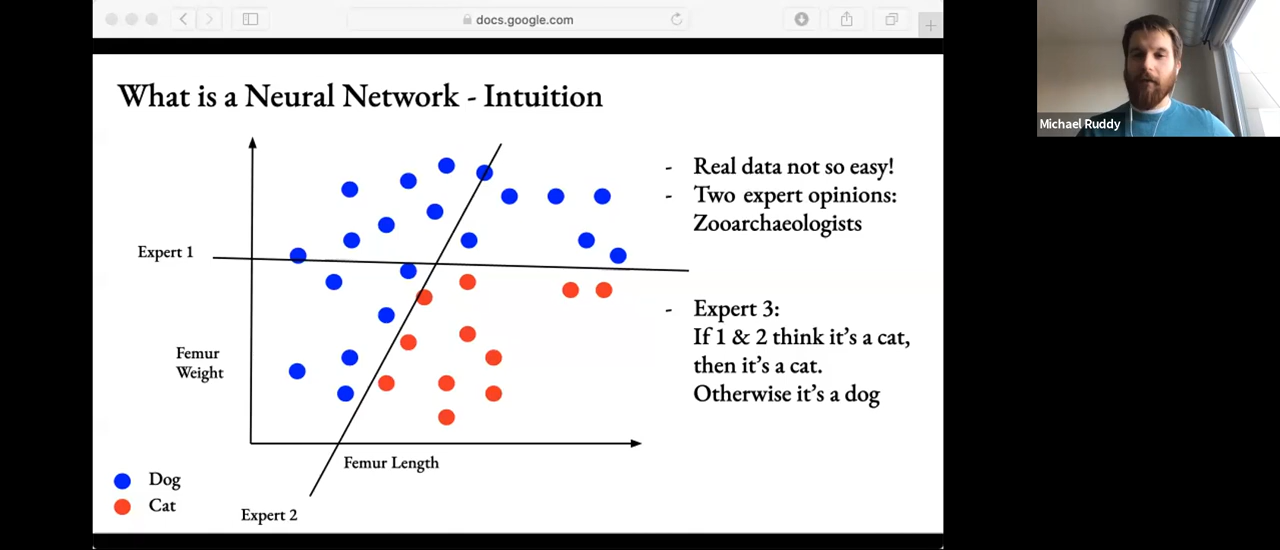 docs.google.com
Michael Ruddy
What is a Neural Network - Intuition
- Real data not so easy!
- Two expert opinions:
Zooarchaeologists
Expert 1
- Expert 3:
If 1 & 2 think it's a cat,
then it's a cat.
Otherwise it's a dog
Femur
Weight
Femur Length
Dog
Cat
Expert 2